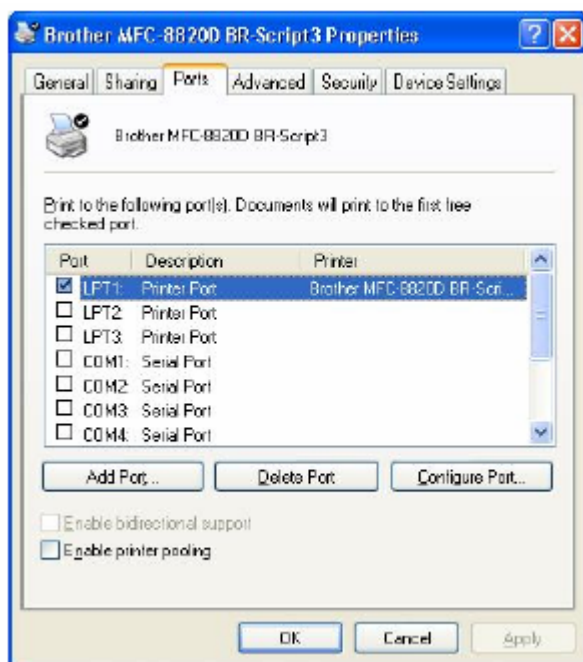 Brother MFC-8820D BR-Script3 Properties
General Sharing Ports Advanced Security Device Settings
Brother MFC-8820D BR-Script3
Print to the following port(s). Documents will print to the first free
checked port.
Port Description Printer
LPT1: Printer Port Brother MFC-8820D BR-Scri...
LPT2: Printer Port
LPT3: Printer Port
COM1: Serial Port
COM2: Serial Port
COM3: Serial Port
COM4: Serial Port
Add Port... Delete Port Configure Port...
Enable bidirectional support
Enable printer pooling
OK Cancel Apply